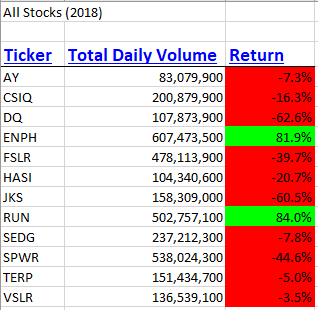 All Stocks (2018)
Ticker Total Daily Volume Return
AY 83,079,900 -7.3%
CSIQ 200,879,900 -16.3%
DQ 107,873,900 -62.6%
ENPH 607,473,500 81.9%
FSLR 478,113,900 -39.7%
HASI 104,340,600 -20.7%
JKS 158,309,000 -60.5%
RUN 502,757,100 84.0%
SEDG 237,212,300 -7.8%
SPWR 538,024,300 -44.6%
TERP 151,434,700 -5.0%
VSLR 136,539,100 -3.5%